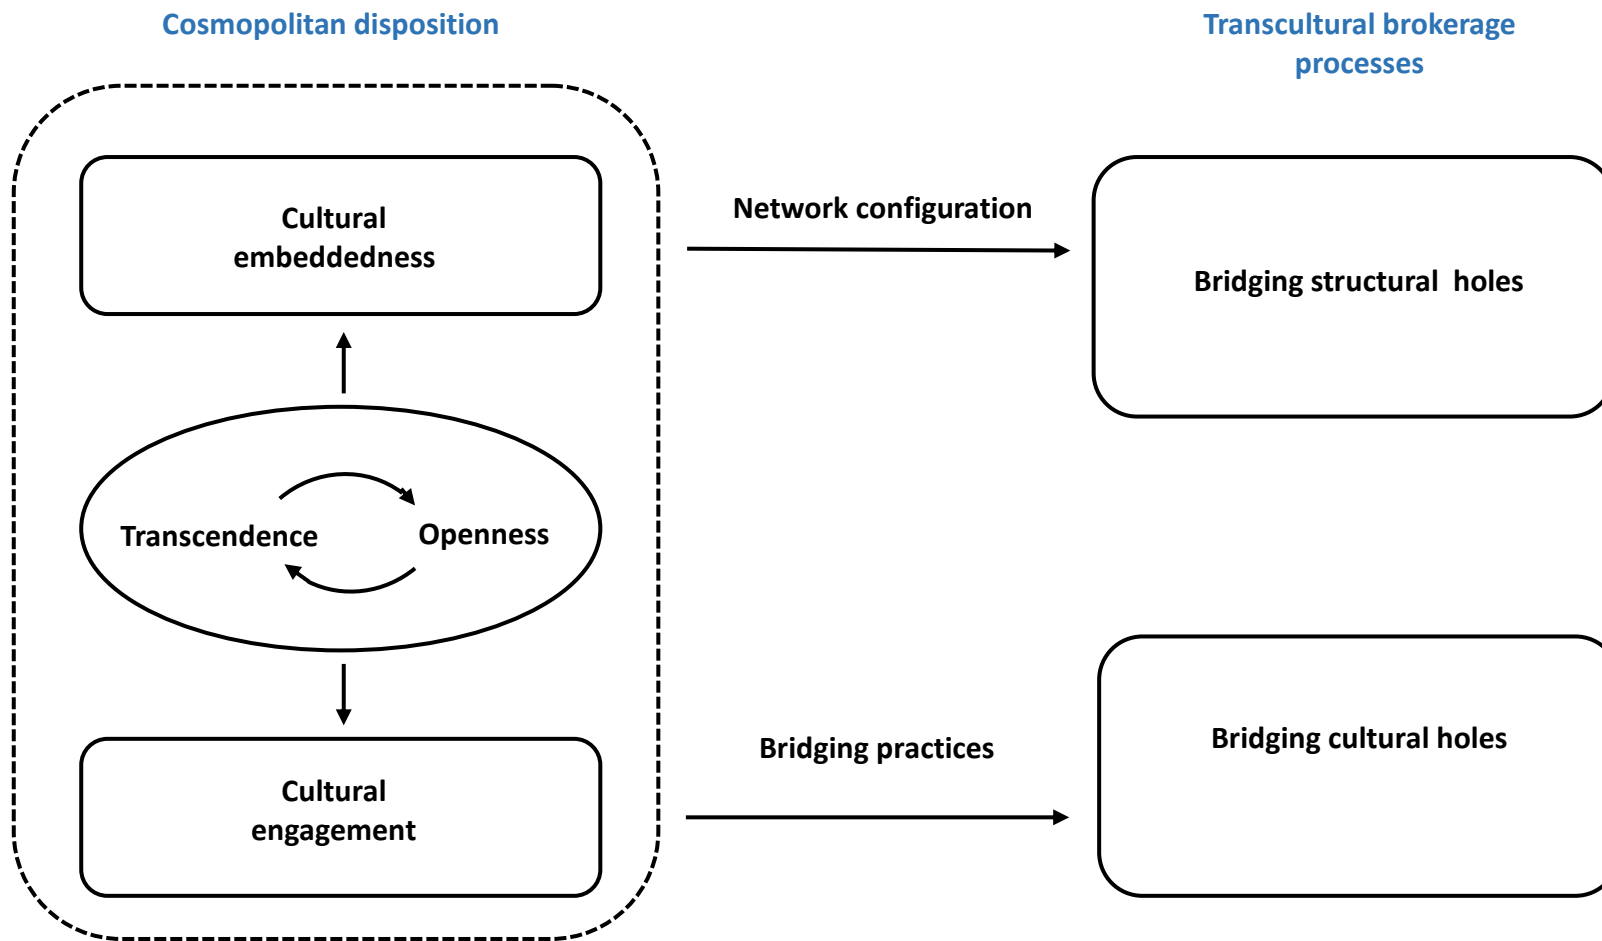 Cosmopolitan disposition
Transcultural brokerage
processes
Cultural
embeddedness
Network configuration
Bridging structural holes
Transcendence
Openness
Bridging practices
Bridging cultural holes
Cultural
engagement